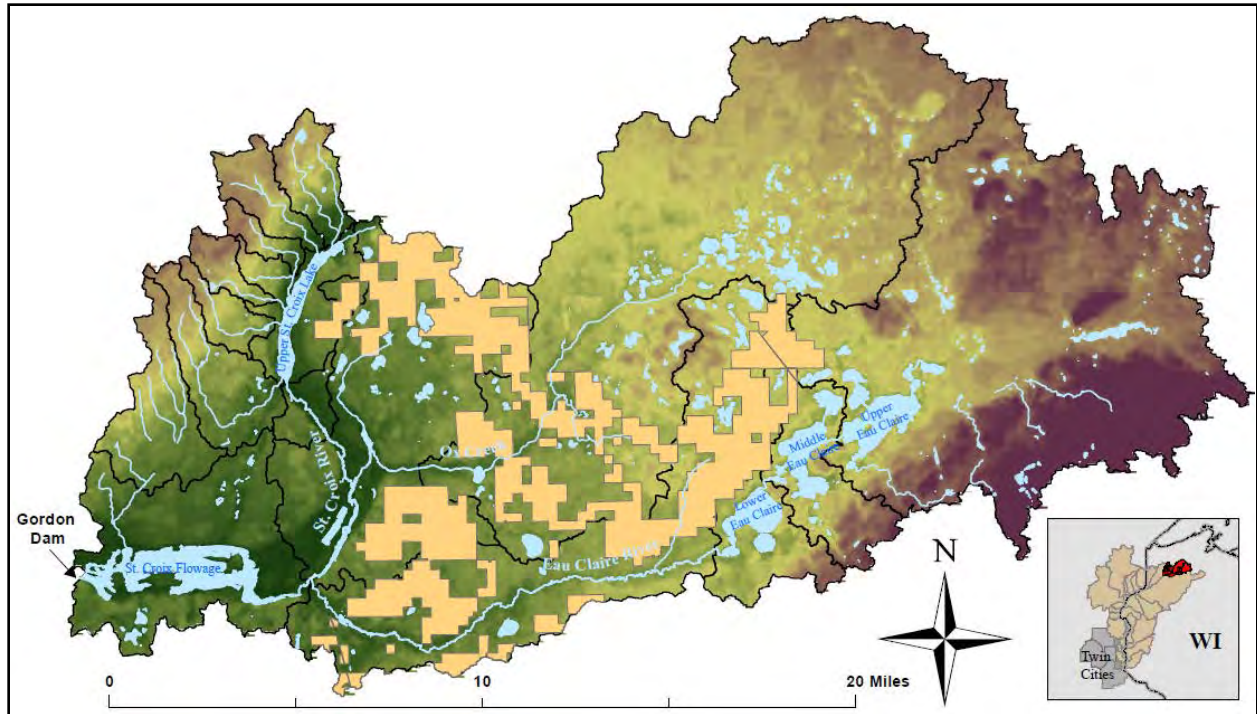 Upper St. Croix Lake
St. Croix River
Ox Creek
Upper
Eau Claire
Middle
Eau Claire
Lower
Eau Claire
Eau Claire River
Gordon
Dam
St. Croix Flowage
N
WI
Twin
Cities
0
10
20 Miles